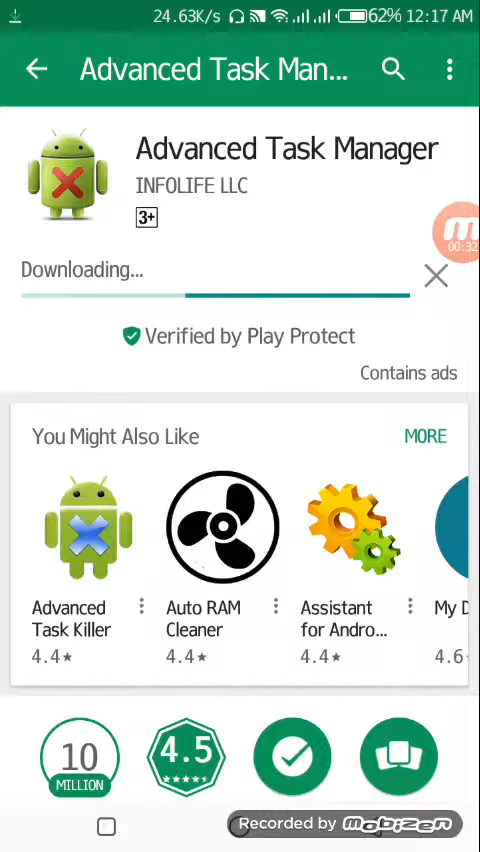 24.63K/s 62% 12:17 AM
Advanced Task Man...
Advanced Task Manager
INFOLIFE LLC
3+
00:32
Downloading...
Verified by Play Protect
Contains ads
You Might Also Like MORE
Advanced Task Killer
4.4★
Auto RAM Cleaner
4.4★
Assistant for Andro...
4.4★
My D
4.6
10 MILLION
4.5
Recorded by mobizen